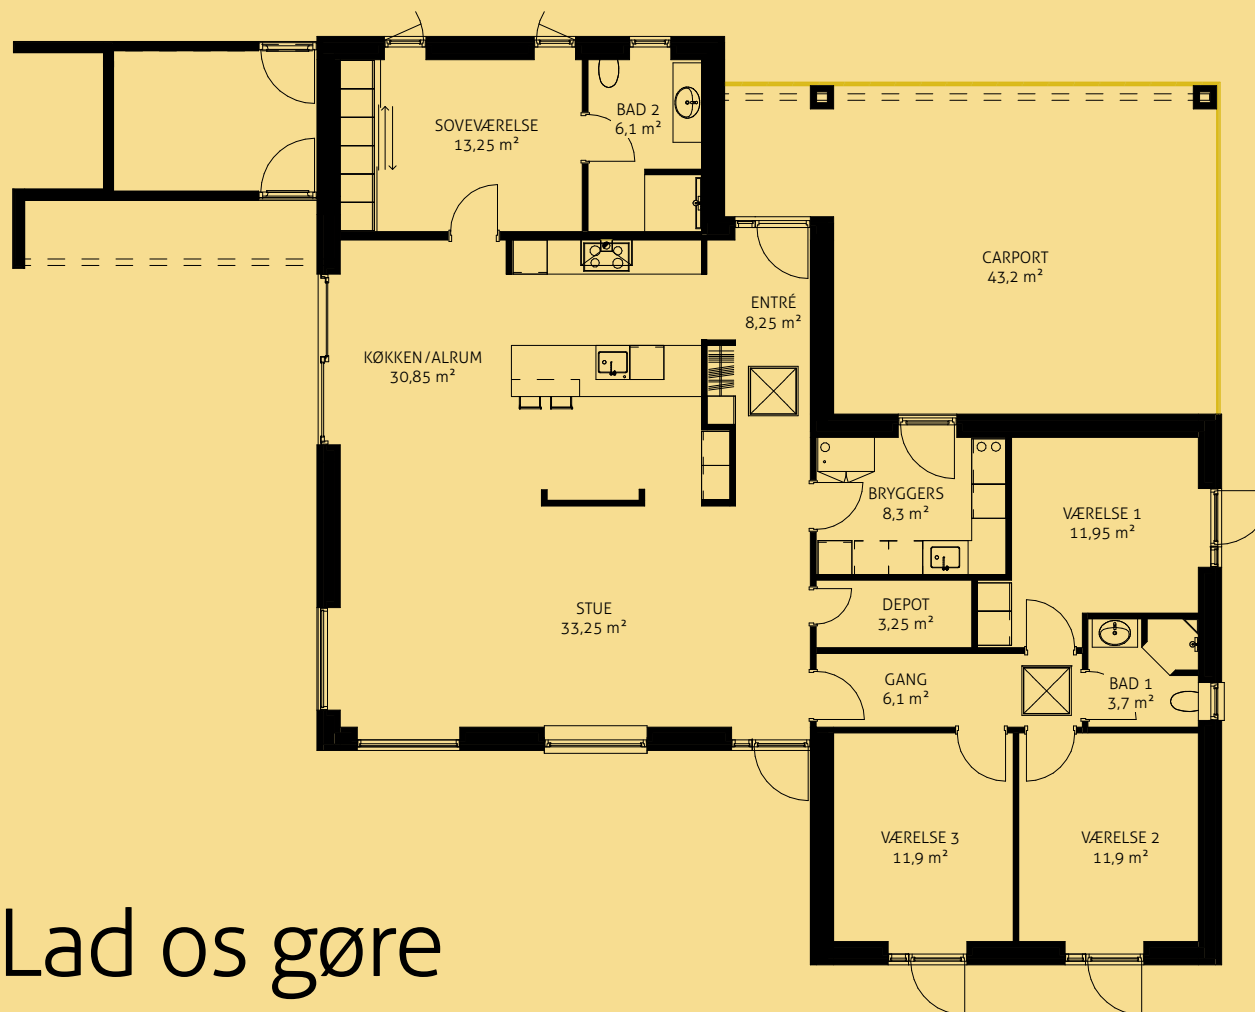 SOVEVÆRELSE
13,25 m²
BAD 2
6,1 m²
CARPORT
43,2 m²
ENTRÉ
8,25 m²
KØKKEN/ALRUM
30,85 m²
BRYGGERS
8,3 m²
VÆRELSE 1
11,95 m²
STUE
33,25 m²
DEPOT
3,25 m²
GANG
6,1 m²
BAD 1
3,7 m²
VÆRELSE 3
11,9 m²
VÆRELSE 2
11,9 m²
Lad os gøre